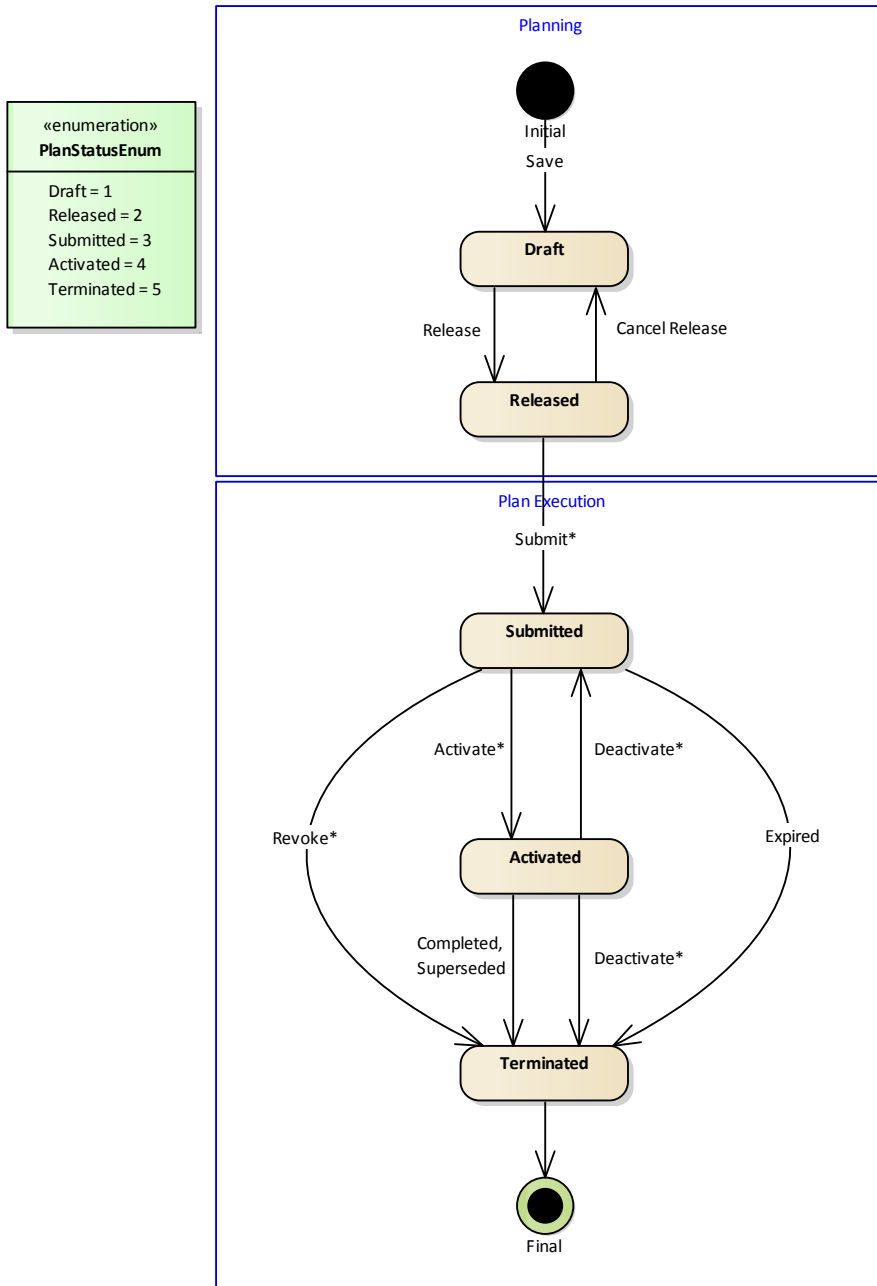 Planning
Initial
Save
«enumeration»
PlanStatusEnum
Draft = 1
Released = 2
Submitted = 3
Activated = 4
Terminated = 5
Draft
Release
Cancel Release
Released
Plan Execution
Submit*
Submitted
Activate*
Deactivate*
Revoke*
Expired
Activated
Completed,
Superseded
Deactivate*
Terminated
Final